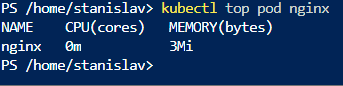 PS /home/stanislav> kubectl top pod nginx
NAME    CPU(cores)   MEMORY(bytes)
nginx   0m           3Mi
PS /home/stanislav>